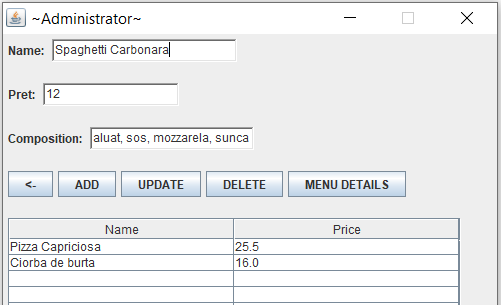 ~Administrator~
Name: Spaghetti Carbonara
Pret: 12
Composition: aluat, sos, mozzarela, sunca
<- ADD UPDATE DELETE MENU DETAILS
Name Price
Pizza Capriciosa 25.5
Ciorba de burta 16.0